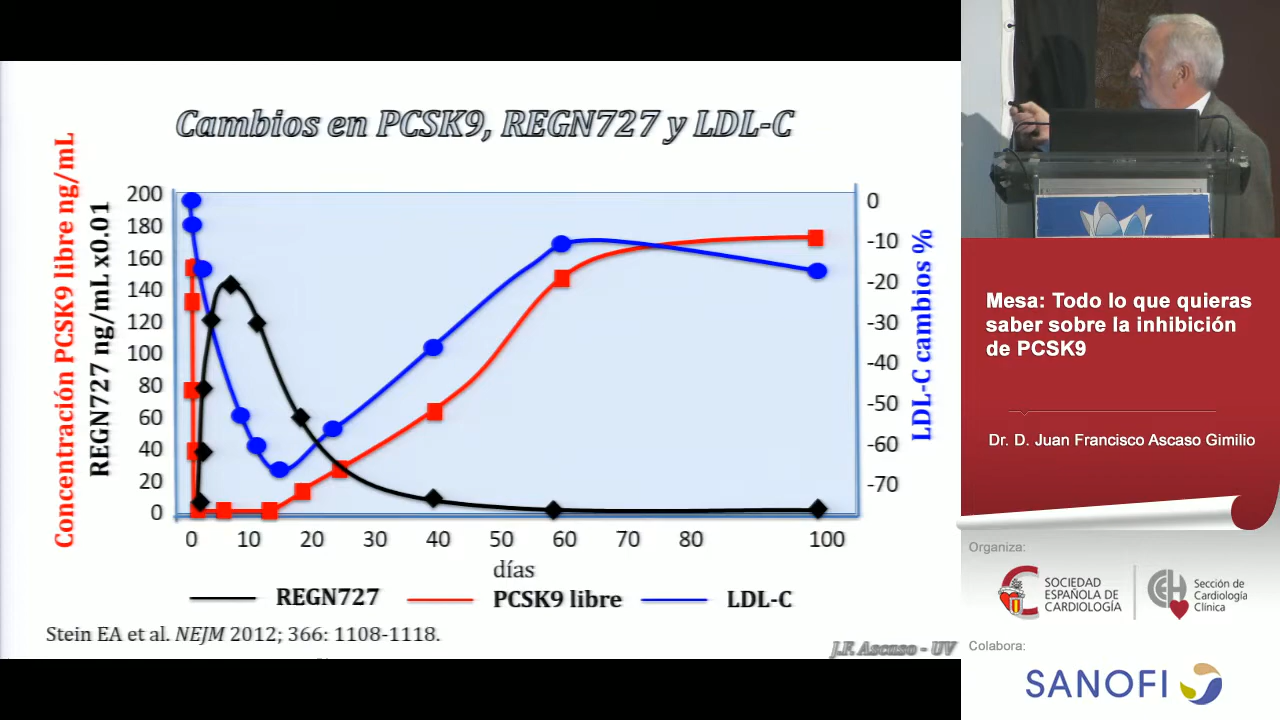 Cambios en PCSK9, REGN727 y LDL-C
Concentración PCSK9 libre ng/mL
REGN727 ng/mL x0.01
200
180
160
140
120
100
80
60
40
20
0
0
-10
-20
-30
-40
-50
-60
-70
LDL-C cambios %
0 10 20 30 40 50 60 70 80 100
días
REGN727 PCSK9 libre LDL-C
Stein EA et al. NEJM 2012; 366: 1108-1118.
J.F. Ascaso - UV
Mesa: Todo lo que quieras
saber sobre la inhibición
de PCSK9
Dr. D. Juan Francisco Ascaso Gimilio
Organiza:
SOCIEDAD
ESPAÑOLA DE
CARDIOLOGÍA
Sección de
Cardiología
Clínica
Colabora:
SANOFI